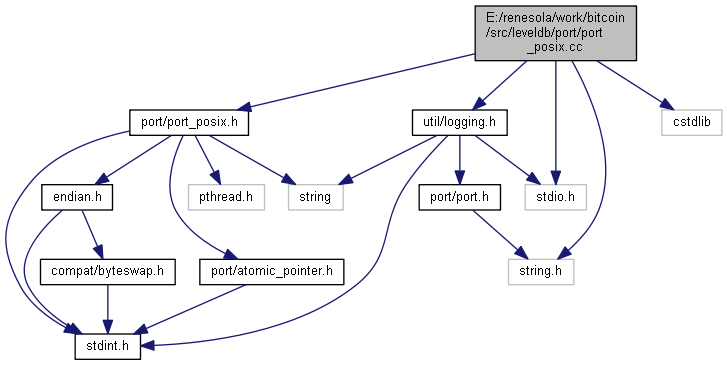 E:/renesola/work/bitcoin
/src/leveldb/port/port
_posix.cc
port/port_posix.h
util/logging.h
cstdlib
endian.h
pthread.h
string
port/port.h
stdio.h
compat/byteswap.h
port/atomic_pointer.h
string.h
stdint.h